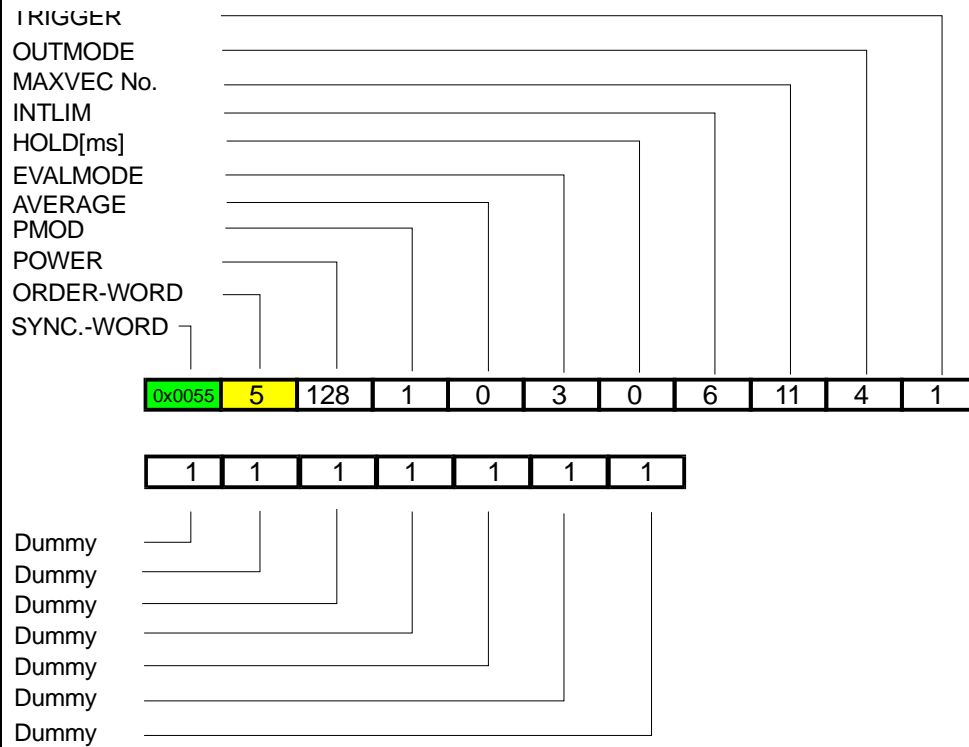 TRIGGER
OUTMODE
MAXVEC No.
INTLIM
HOLD[ms]
EVALMODE
AVERAGE
PMOD
POWER
ORDER-WORD
SYNC.-WORD
0x0055 5 128 1 0 3 0 6 11 4 1
1 1 1 1 1 1 1
Dummy
Dummy
Dummy
Dummy
Dummy
Dummy
Dummy